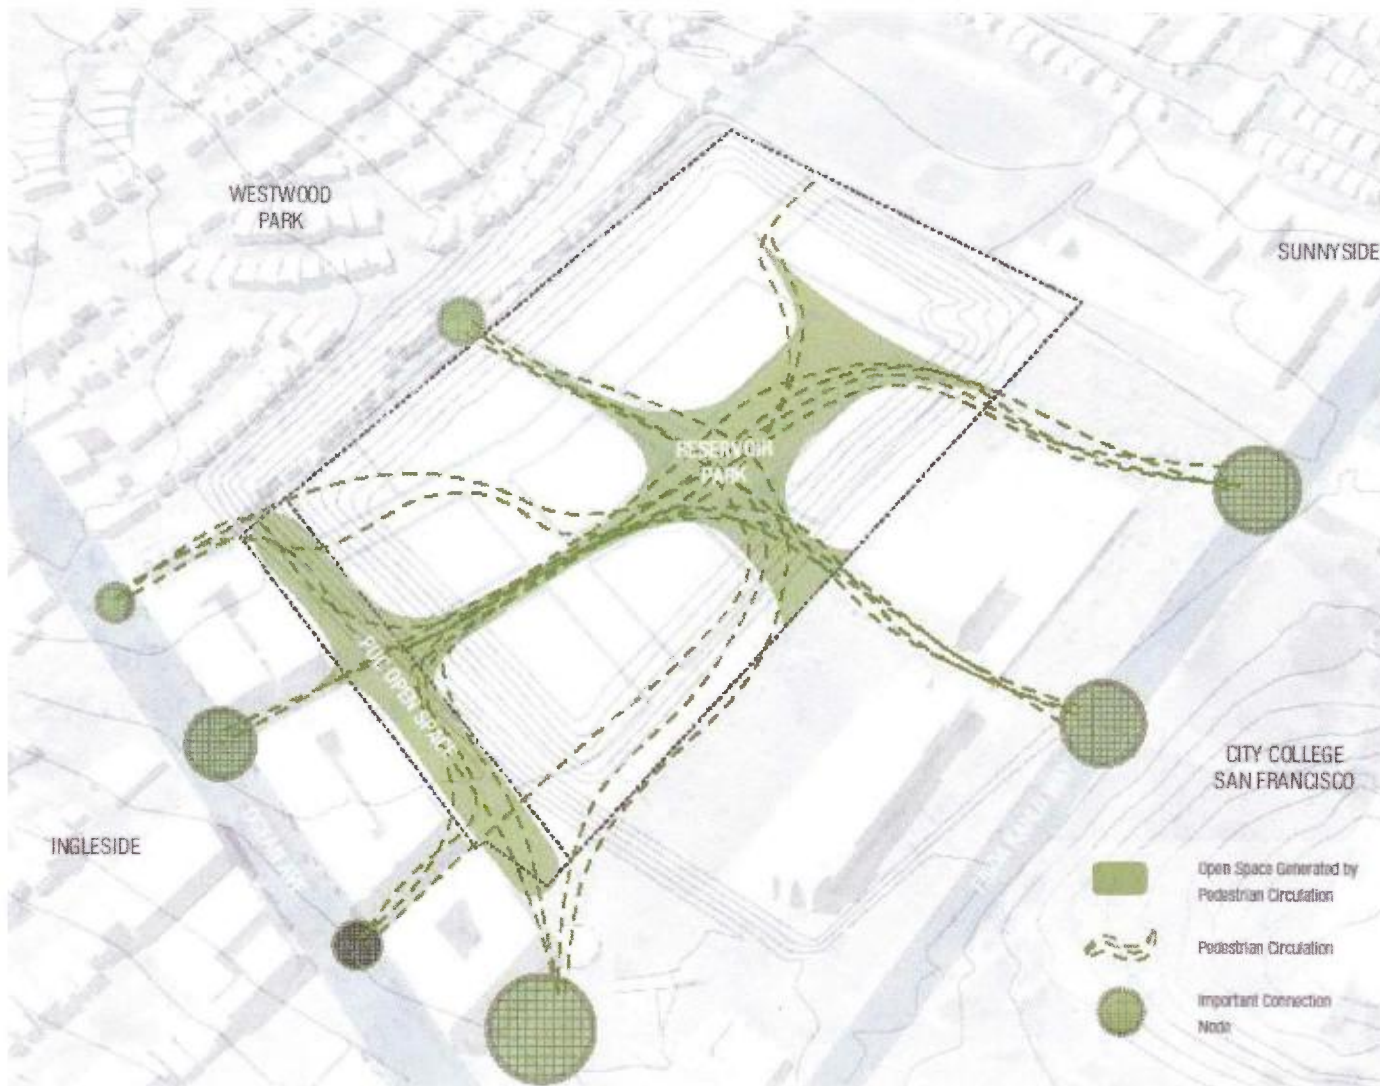 WESTWOOD
PARK
SUNNYSIDE
RESERVOIR
PARK
PUC OPEN SPACE
CITY COLLEGE
SAN FRANCISCO
INGLESIDE
Open Space Generated by
Pedestrian Circulation
Pedestrian Circulation
Important Connection
Node